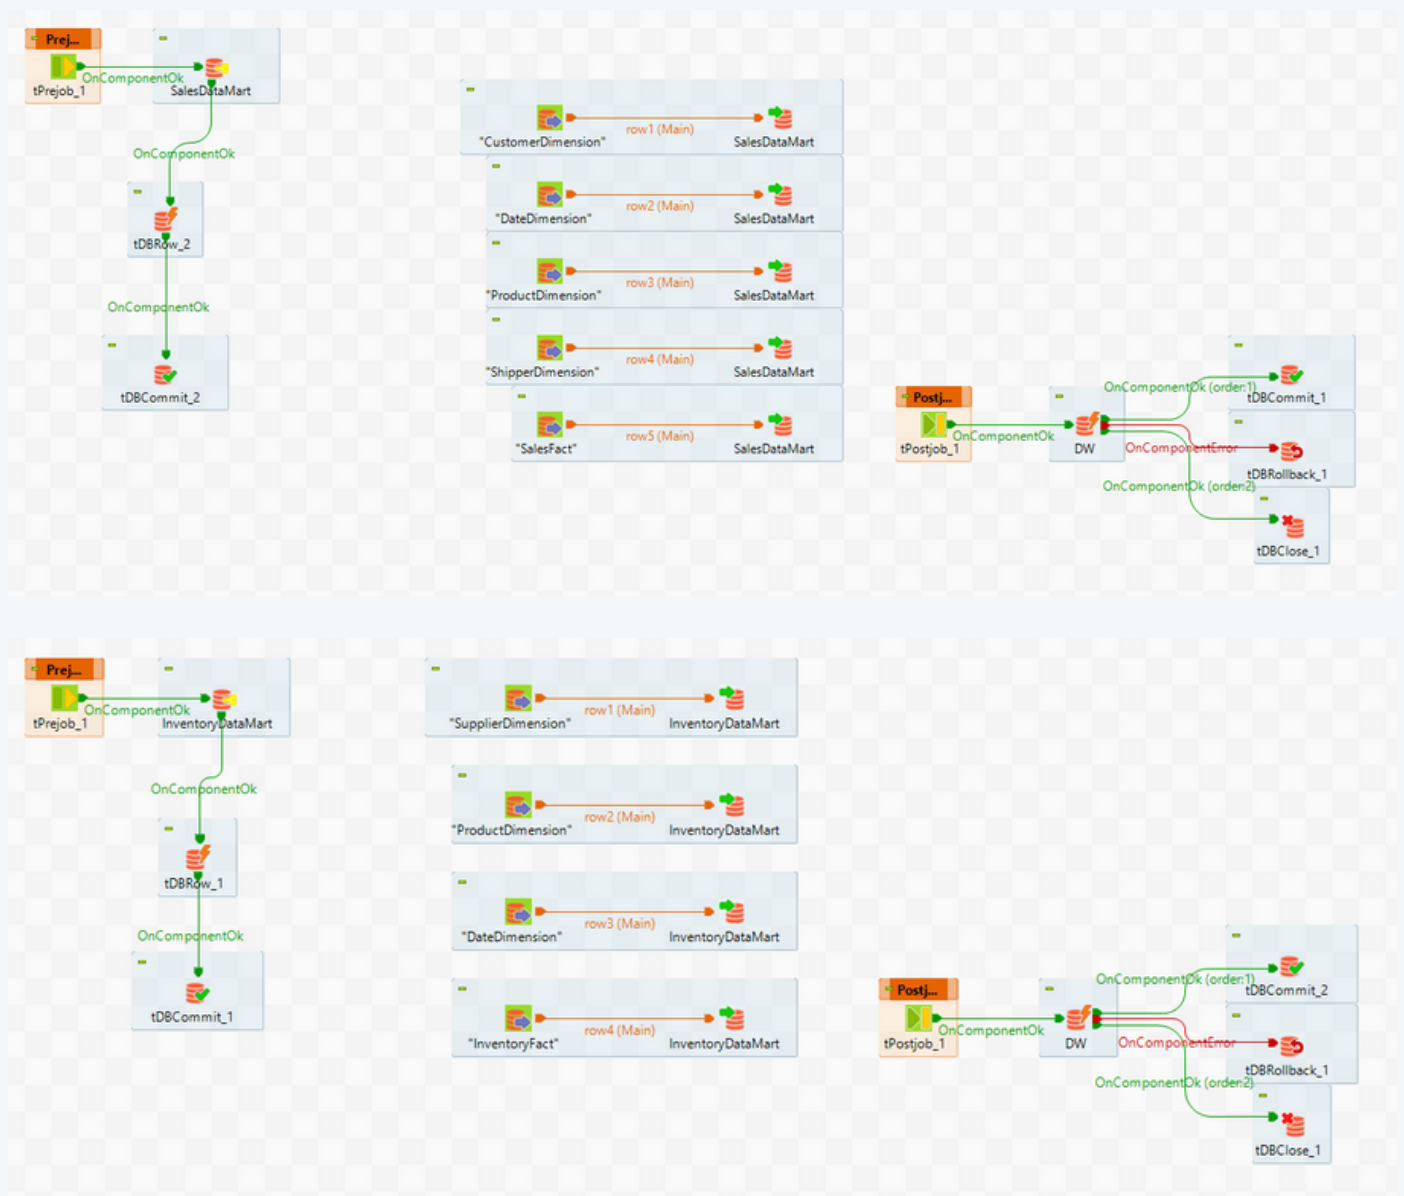 Prej...
OnComponentOk
tPrejob_1
SalesDataMart
OnComponentOk
tDBRow_2
OnComponentOk
tDBCommit_2
row1 (Main)
"CustomerDimension"
SalesDataMart
row2 (Main)
"DateDimension"
SalesDataMart
row3 (Main)
"ProductDimension"
SalesDataMart
row4 (Main)
"ShipperDimension"
SalesDataMart
row5 (Main)
"SalesFact"
SalesDataMart
Postj...
OnComponentOk
tPostjob_1
DW
OnComponentOk (order:1)
tDBCommit_1
OnComponentError
tDBRollback_1
OnComponentOk (order:2)
tDBClose_1
Prej...
OnComponentOk
tPrejob_1
InventoryDataMart
OnComponentOk
tDBRow_1
OnComponentOk
tDBCommit_1
row1 (Main)
"SupplierDimension"
InventoryDataMart
row2 (Main)
"ProductDimension"
InventoryDataMart
row3 (Main)
"DateDimension"
InventoryDataMart
row4 (Main)
"InventoryFact"
InventoryDataMart
Postj...
OnComponentOk
tPostjob_1
DW
OnComponentOk (order:1)
tDBCommit_2
OnComponentError
tDBRollback_1
OnComponentOk (order:2)
tDBClose_1